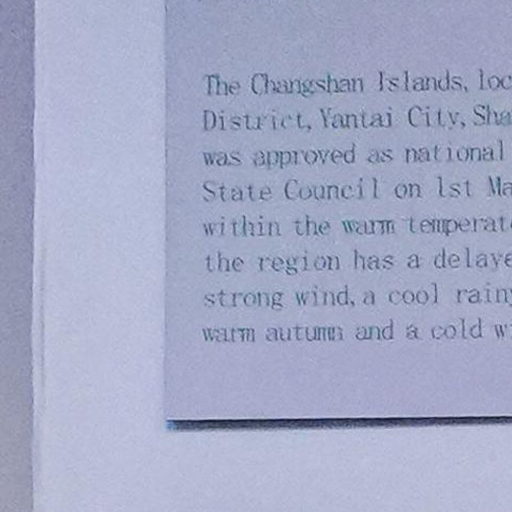 The Changshan Islands, loc
District, Yantai City, Sha
was approved as national
State Council on 1st Ma
within the warm temperat
the region has a delaye
strong wind, a cool rain
warm autumn and a cold w